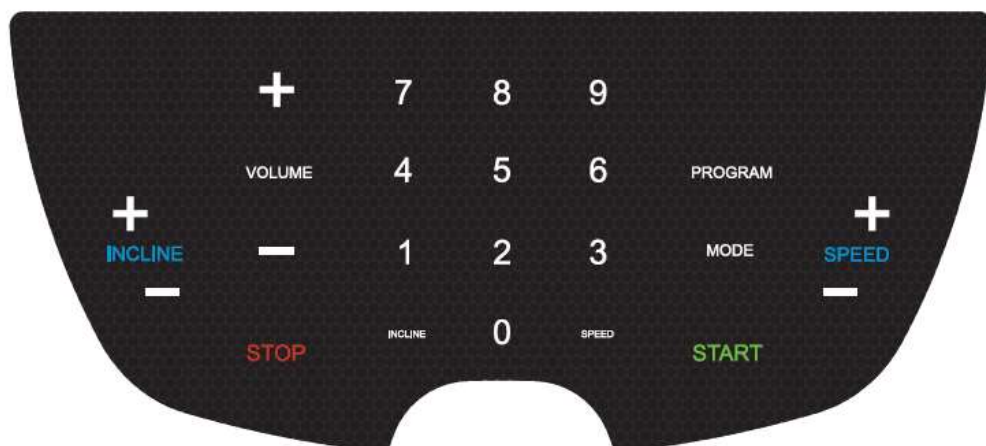 + 7 8 9
VOLUME 4 5 6 PROGRAM
+ +
INCLINE - 1 2 3 MODE SPEED
- -
INCLINE 0 SPEED
STOP START